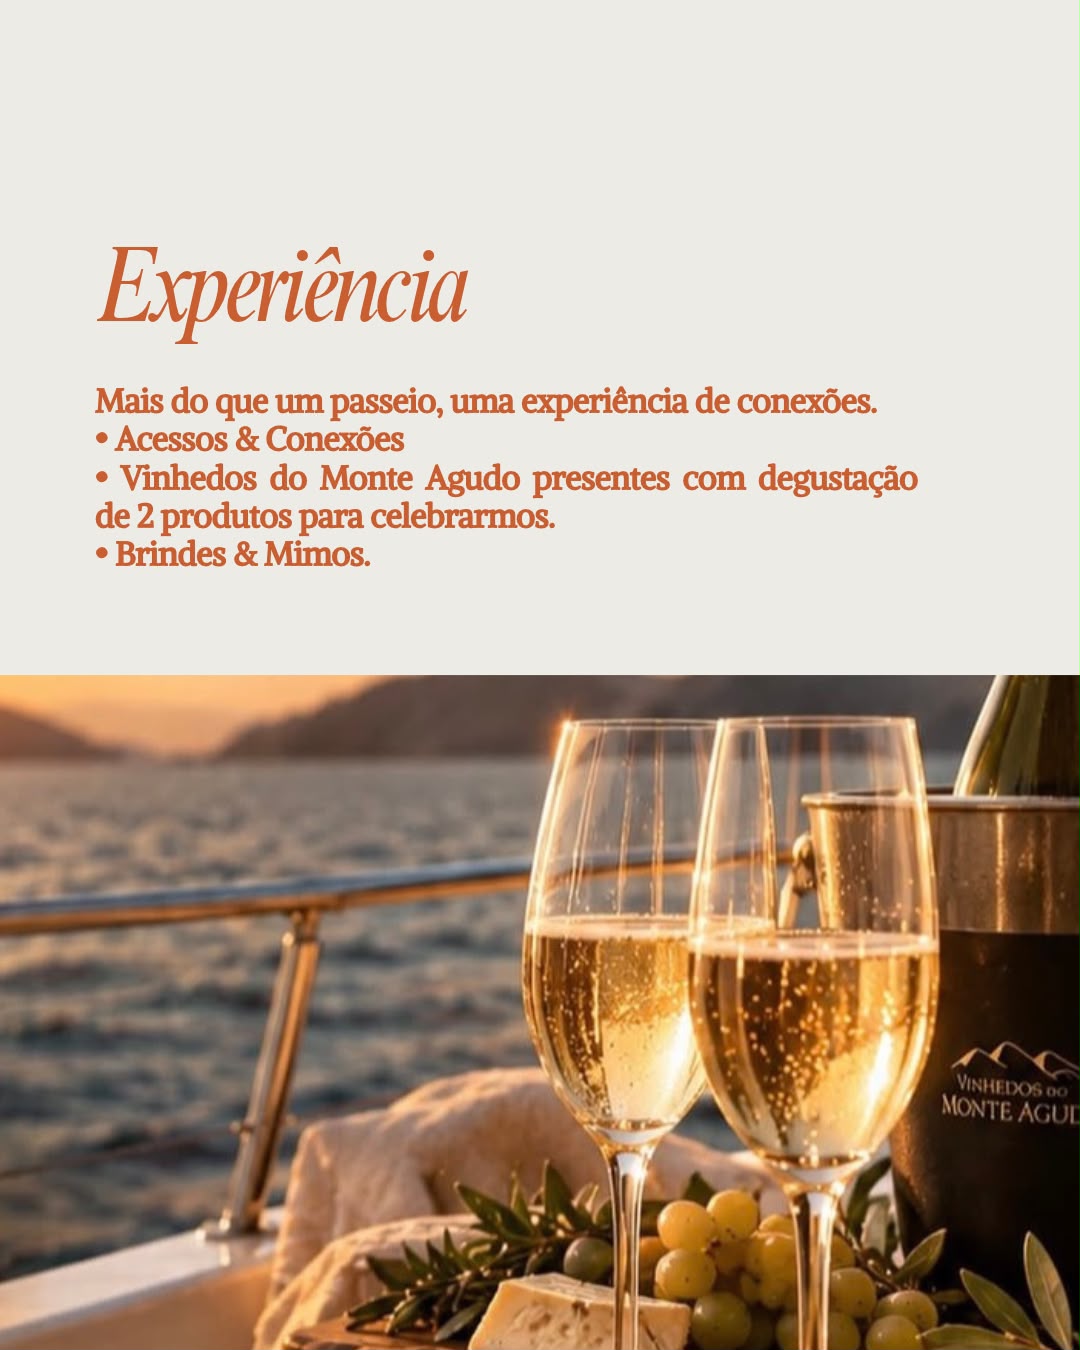 Experiência
Mais do que um passeio, uma experiência de conexões.
• Acessos & Conexões
• Vinhedos do Monte Agudo presentes com degustação
de 2 produtos para celebrarmos.
• Brindes & Mimos.
VINHEDOS DO
MONTE AGUD